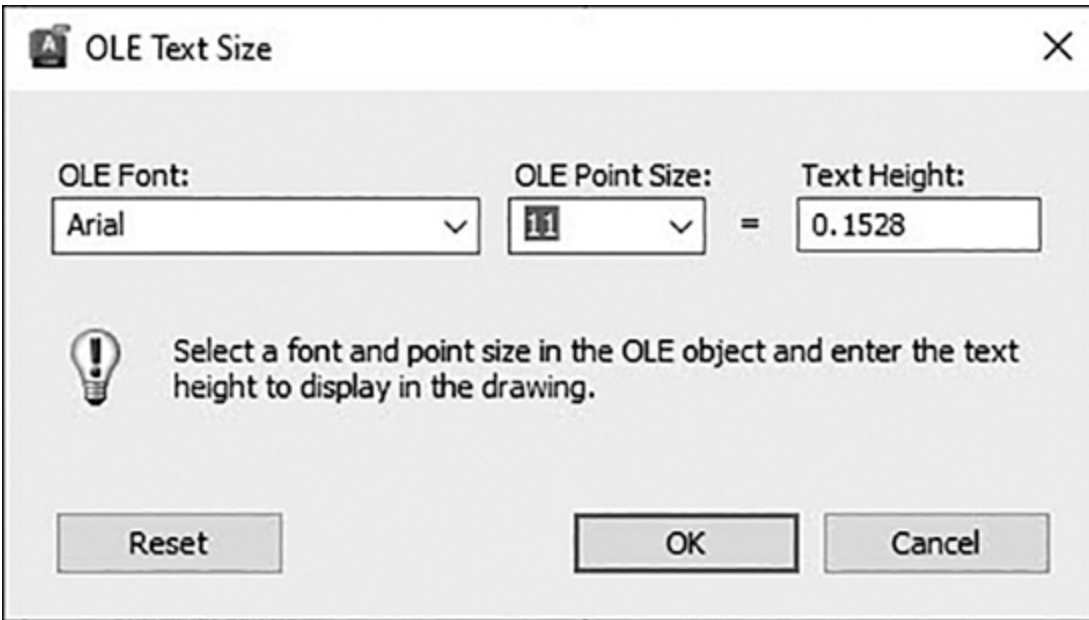 OLE Text Size
OLE Font: OLE Point Size: Text Height:
Arial 11 = 0.1528
Select a font and point size in the OLE object and enter the text
height to display in the drawing.
Reset OK Cancel